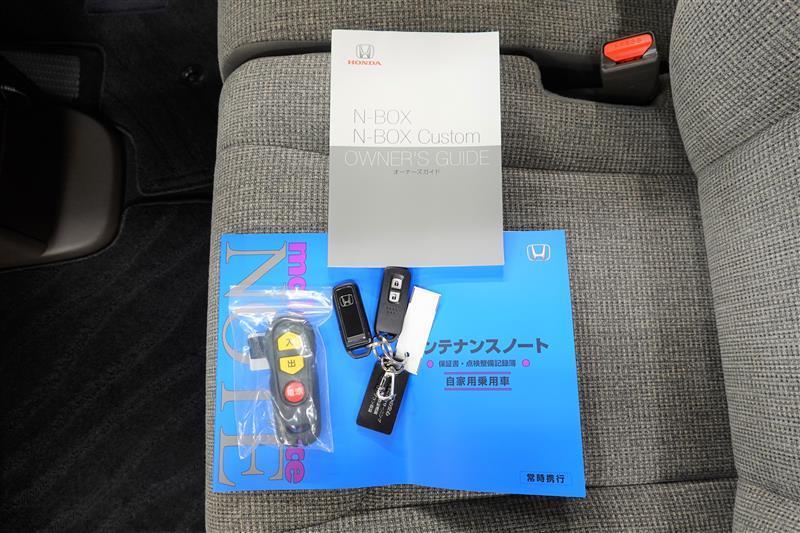 HONDA
N-BOX
N-BOX Custom
OWNER'S GUIDE
オーナーズガイド
NOTE
入
出
ンテナンスノート
保証書・点検整備記録簿
自家用乗用車
常時携行